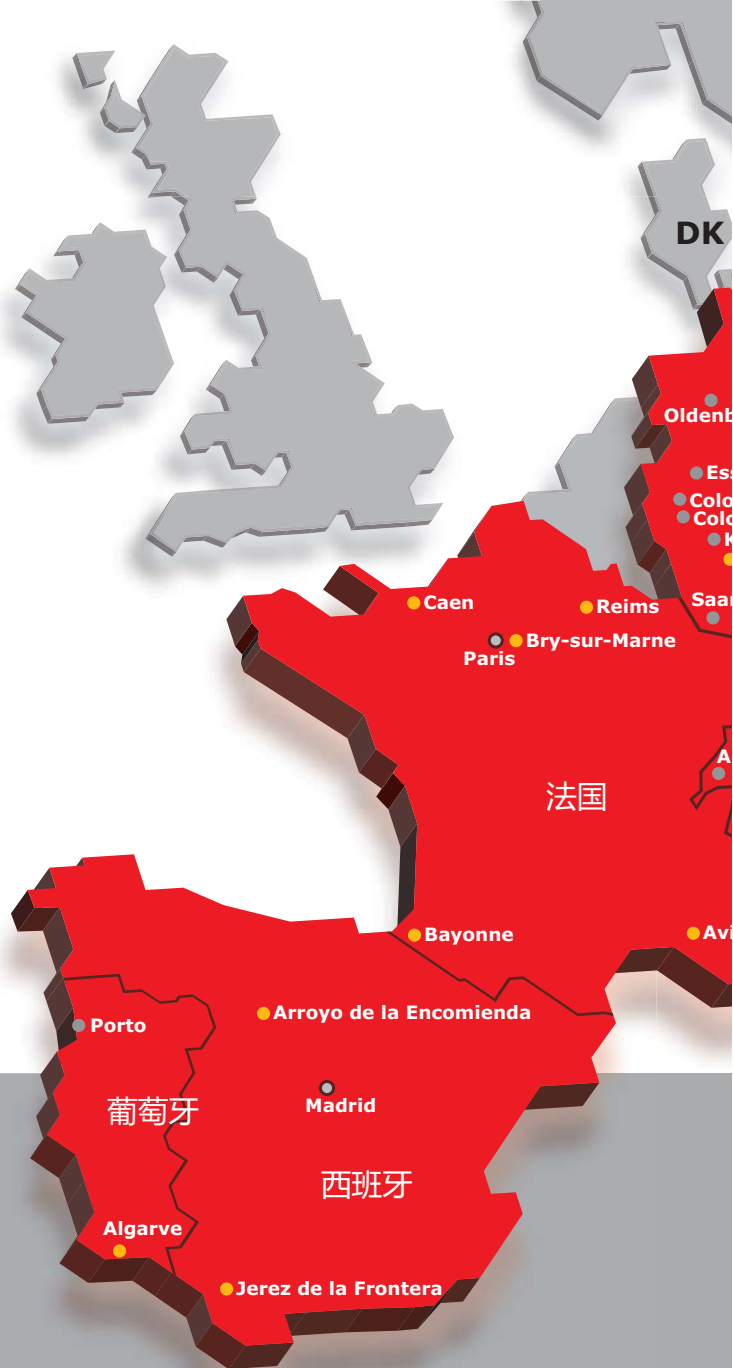 DK
Oldenb
Ess
Colo
Colo
K
Caen
Reims
Saar
Bry-sur-Marne
Paris
A
法国
Bayonne
Avi
Arroyo de la Encomienda
Porto
Madrid
葡萄牙
西班牙
Algarve
Jerez de la Frontera